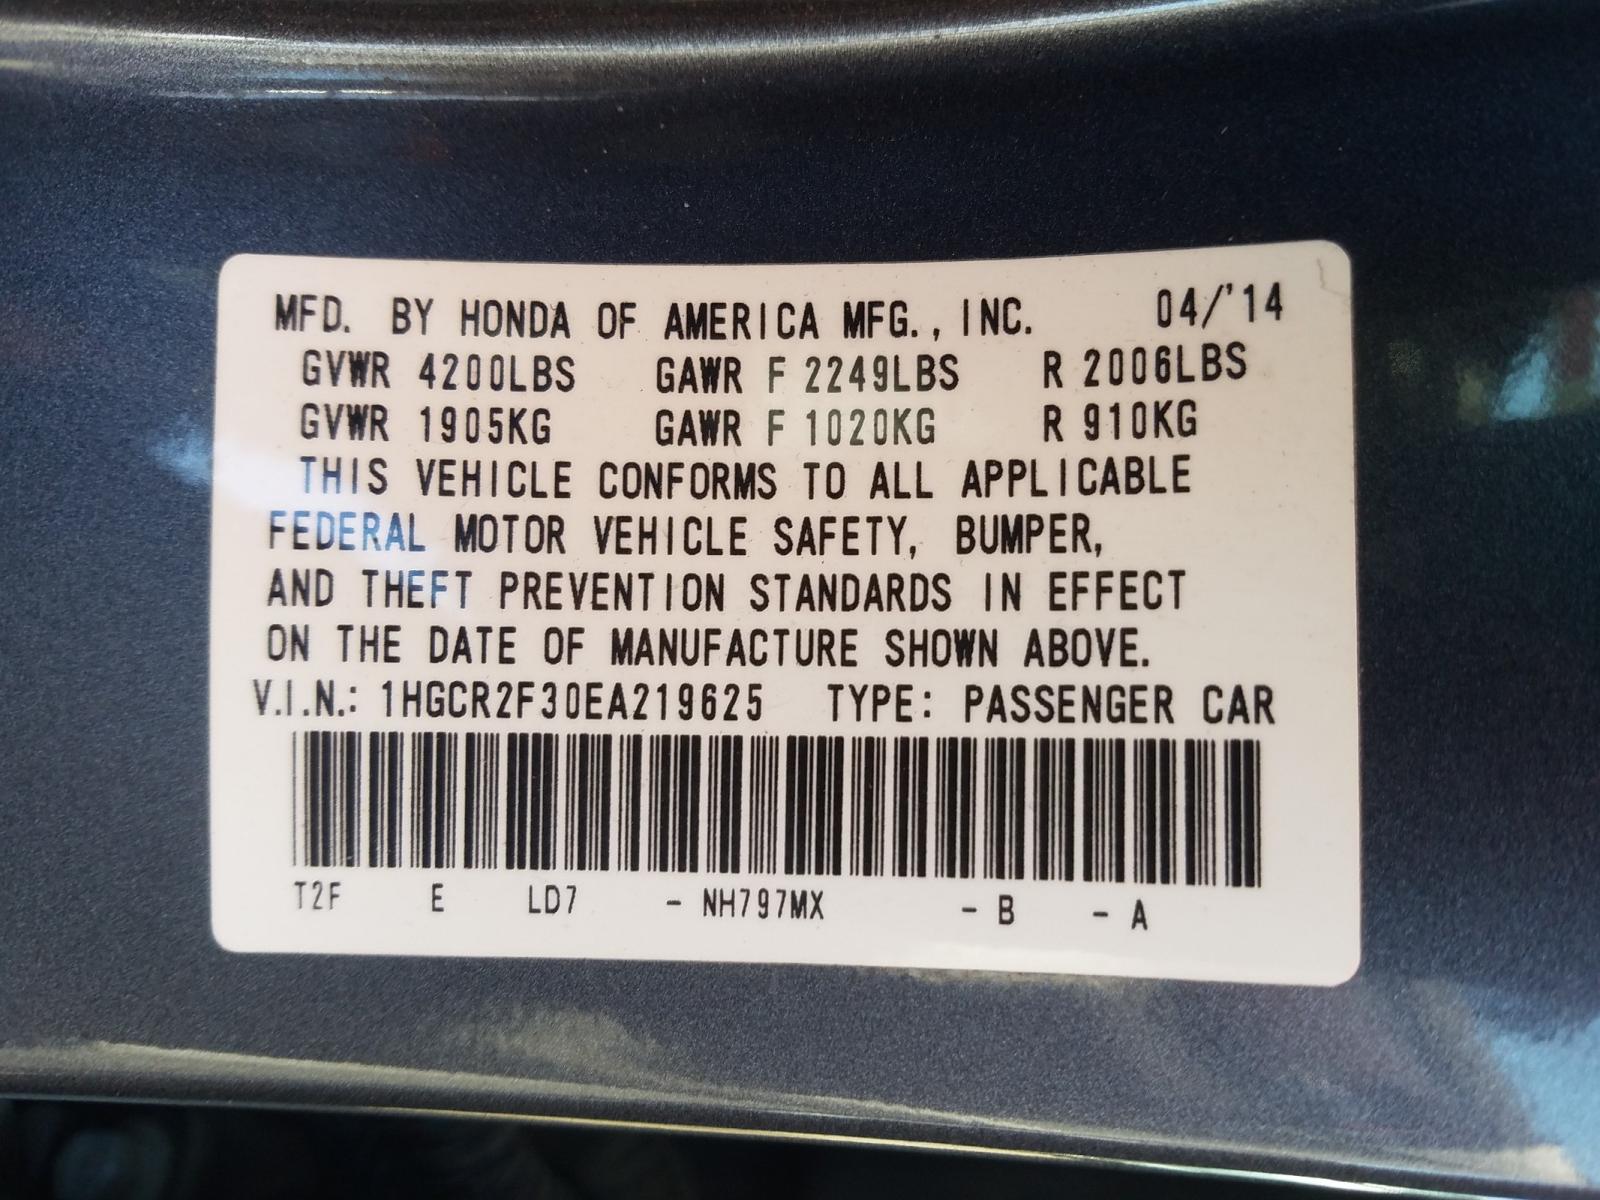 MFD. BY HONDA OF AMERICA MFG., INC. 04/'14
GVWR 4200LBS GAWR F 2249LBS R 2006LBS
GVWR 1905KG GAWR F 1020KG R 910KG
THIS VEHICLE CONFORMS TO ALL APPLICABLE
FEDERAL MOTOR VEHICLE SAFETY, BUMPER,
AND THEFT PREVENTION STANDARDS IN EFFECT
ON THE DATE OF MANUFACTURE SHOWN ABOVE.
V.I.N.: 1HGCR2F30EA219625 TYPE: PASSENGER CAR
T2F E LD7 - NH797MX - B - A